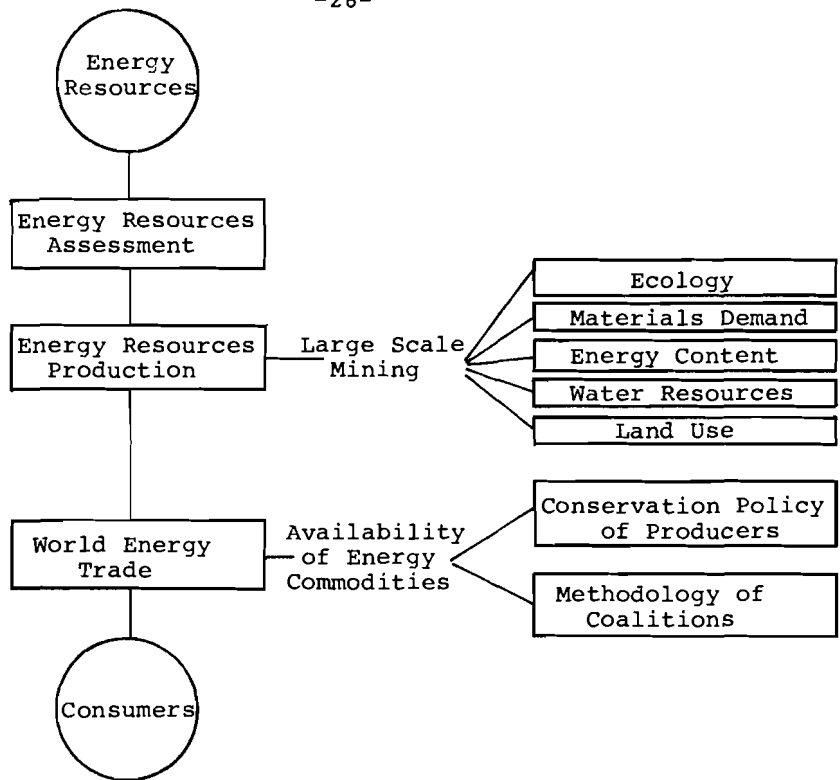 -28-
Energy
Resources
Energy Resources
Assessment
Energy Resources
Production
Large Scale
Mining
Ecology
Materials Demand
Energy Content
Water Resources
Land Use
World Energy
Trade
Availability
of Energy
Commodities
Conservation Policy
of Producers
Methodology of
Coalitions
Consumers